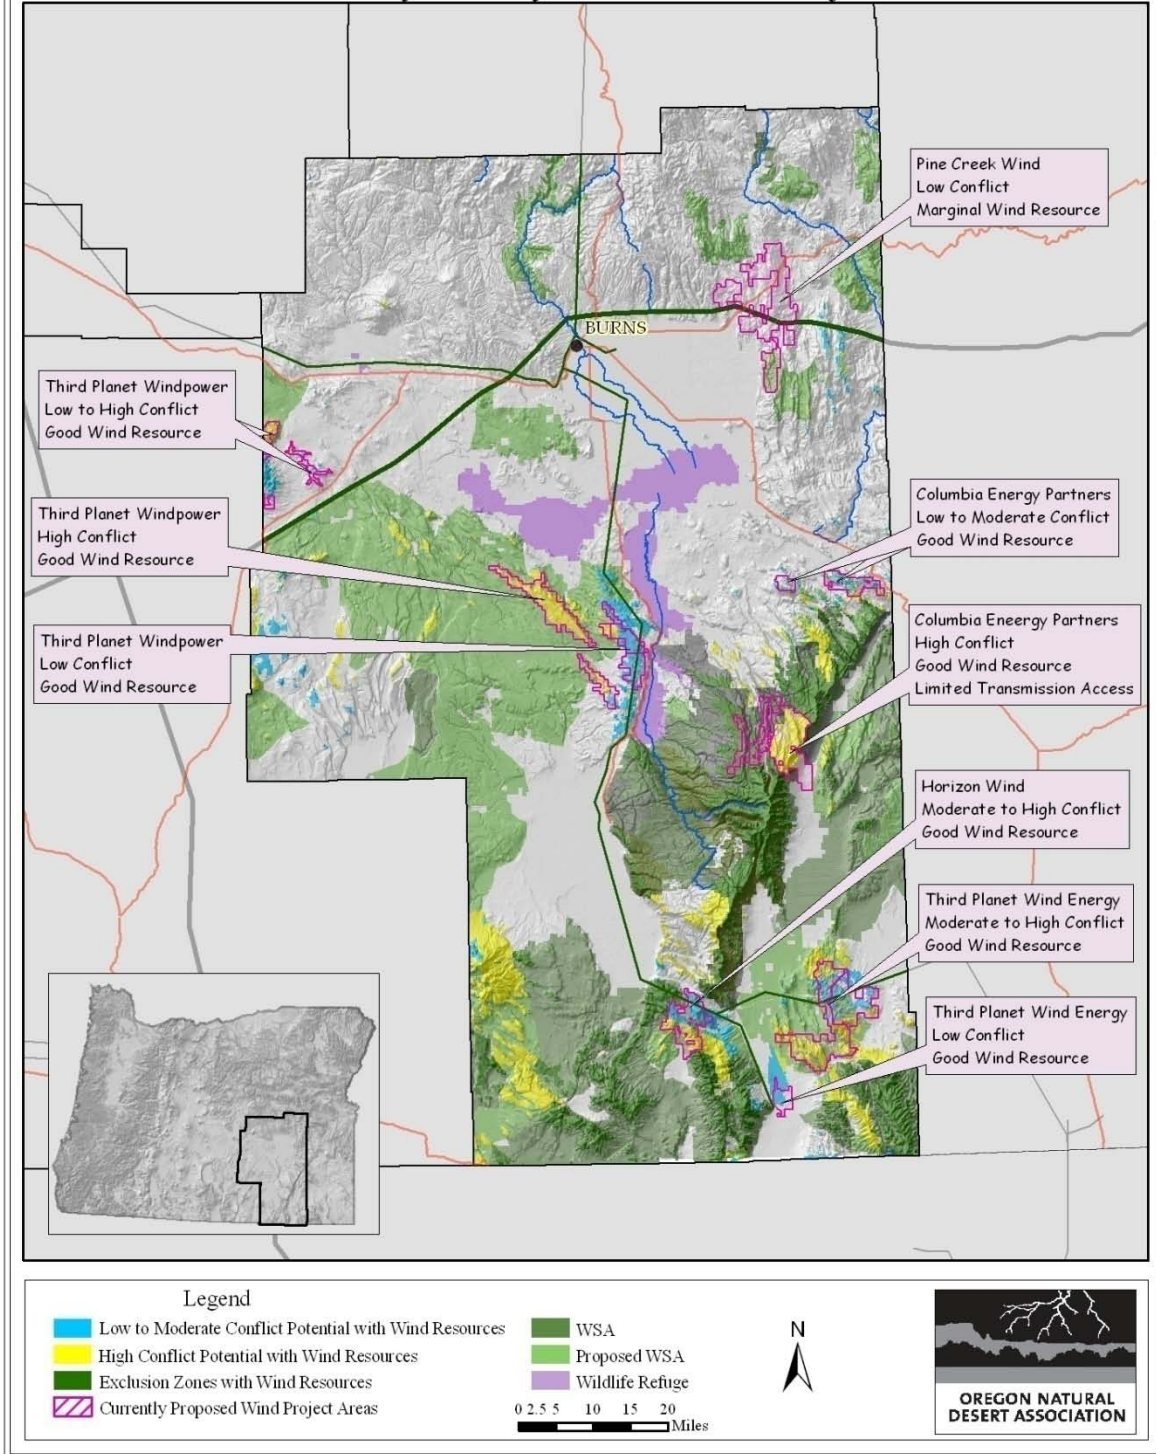 Pine Creek Wind
Low Conflict
Marginal Wind Resource
BURNS
Third Planet Windpower
Low to High Conflict
Good Wind Resource
Third Planet Windpower
High Conflict
Good Wind Resource
Third Planet Windpower
Low Conflict
Good Wind Resource
Columbia Energy Partners
Low to Moderate Conflict
Good Wind Resource
Columbia Eneergy Partners
High Conflict
Good Wind Resource
Limited Transmission Access
Horizon Wind
Moderate to High Conflict
Good Wind Resource
Third Planet Wind Energy
Moderate to High Conflict
Good Wind Resource
Third Planet Wind Energy
Low Conflict
Good Wind Resource
Legend
Low to Moderate Conflict Potential with Wind Resources
High Conflict Potential with Wind Resources
Exclusion Zones with Wind Resources
Currently Proposed Wind Project Areas
WSA
Proposed WSA
Wildlife Refuge
0 2.5 5 10 15 20
Miles
N
OREGON NATURAL
DESERT ASSOCIATION